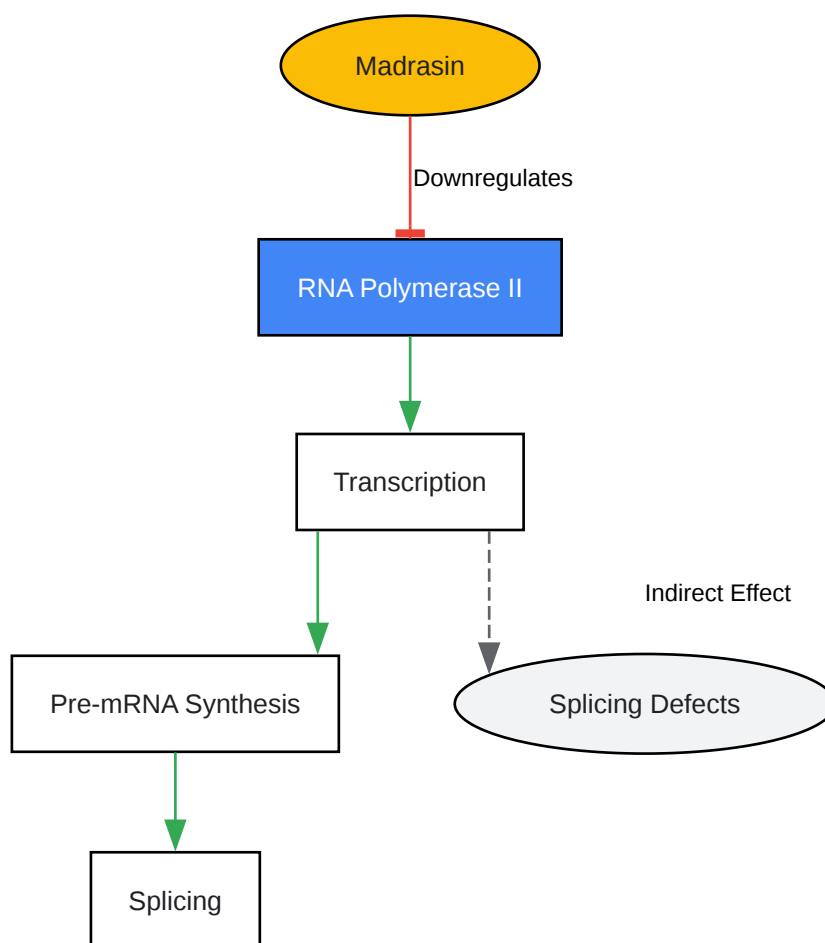 Madrasin
Downregulates
RNA Polymerase II
Transcription
Indirect Effect
Pre-mRNA Synthesis
Splicing Defects
Splicing